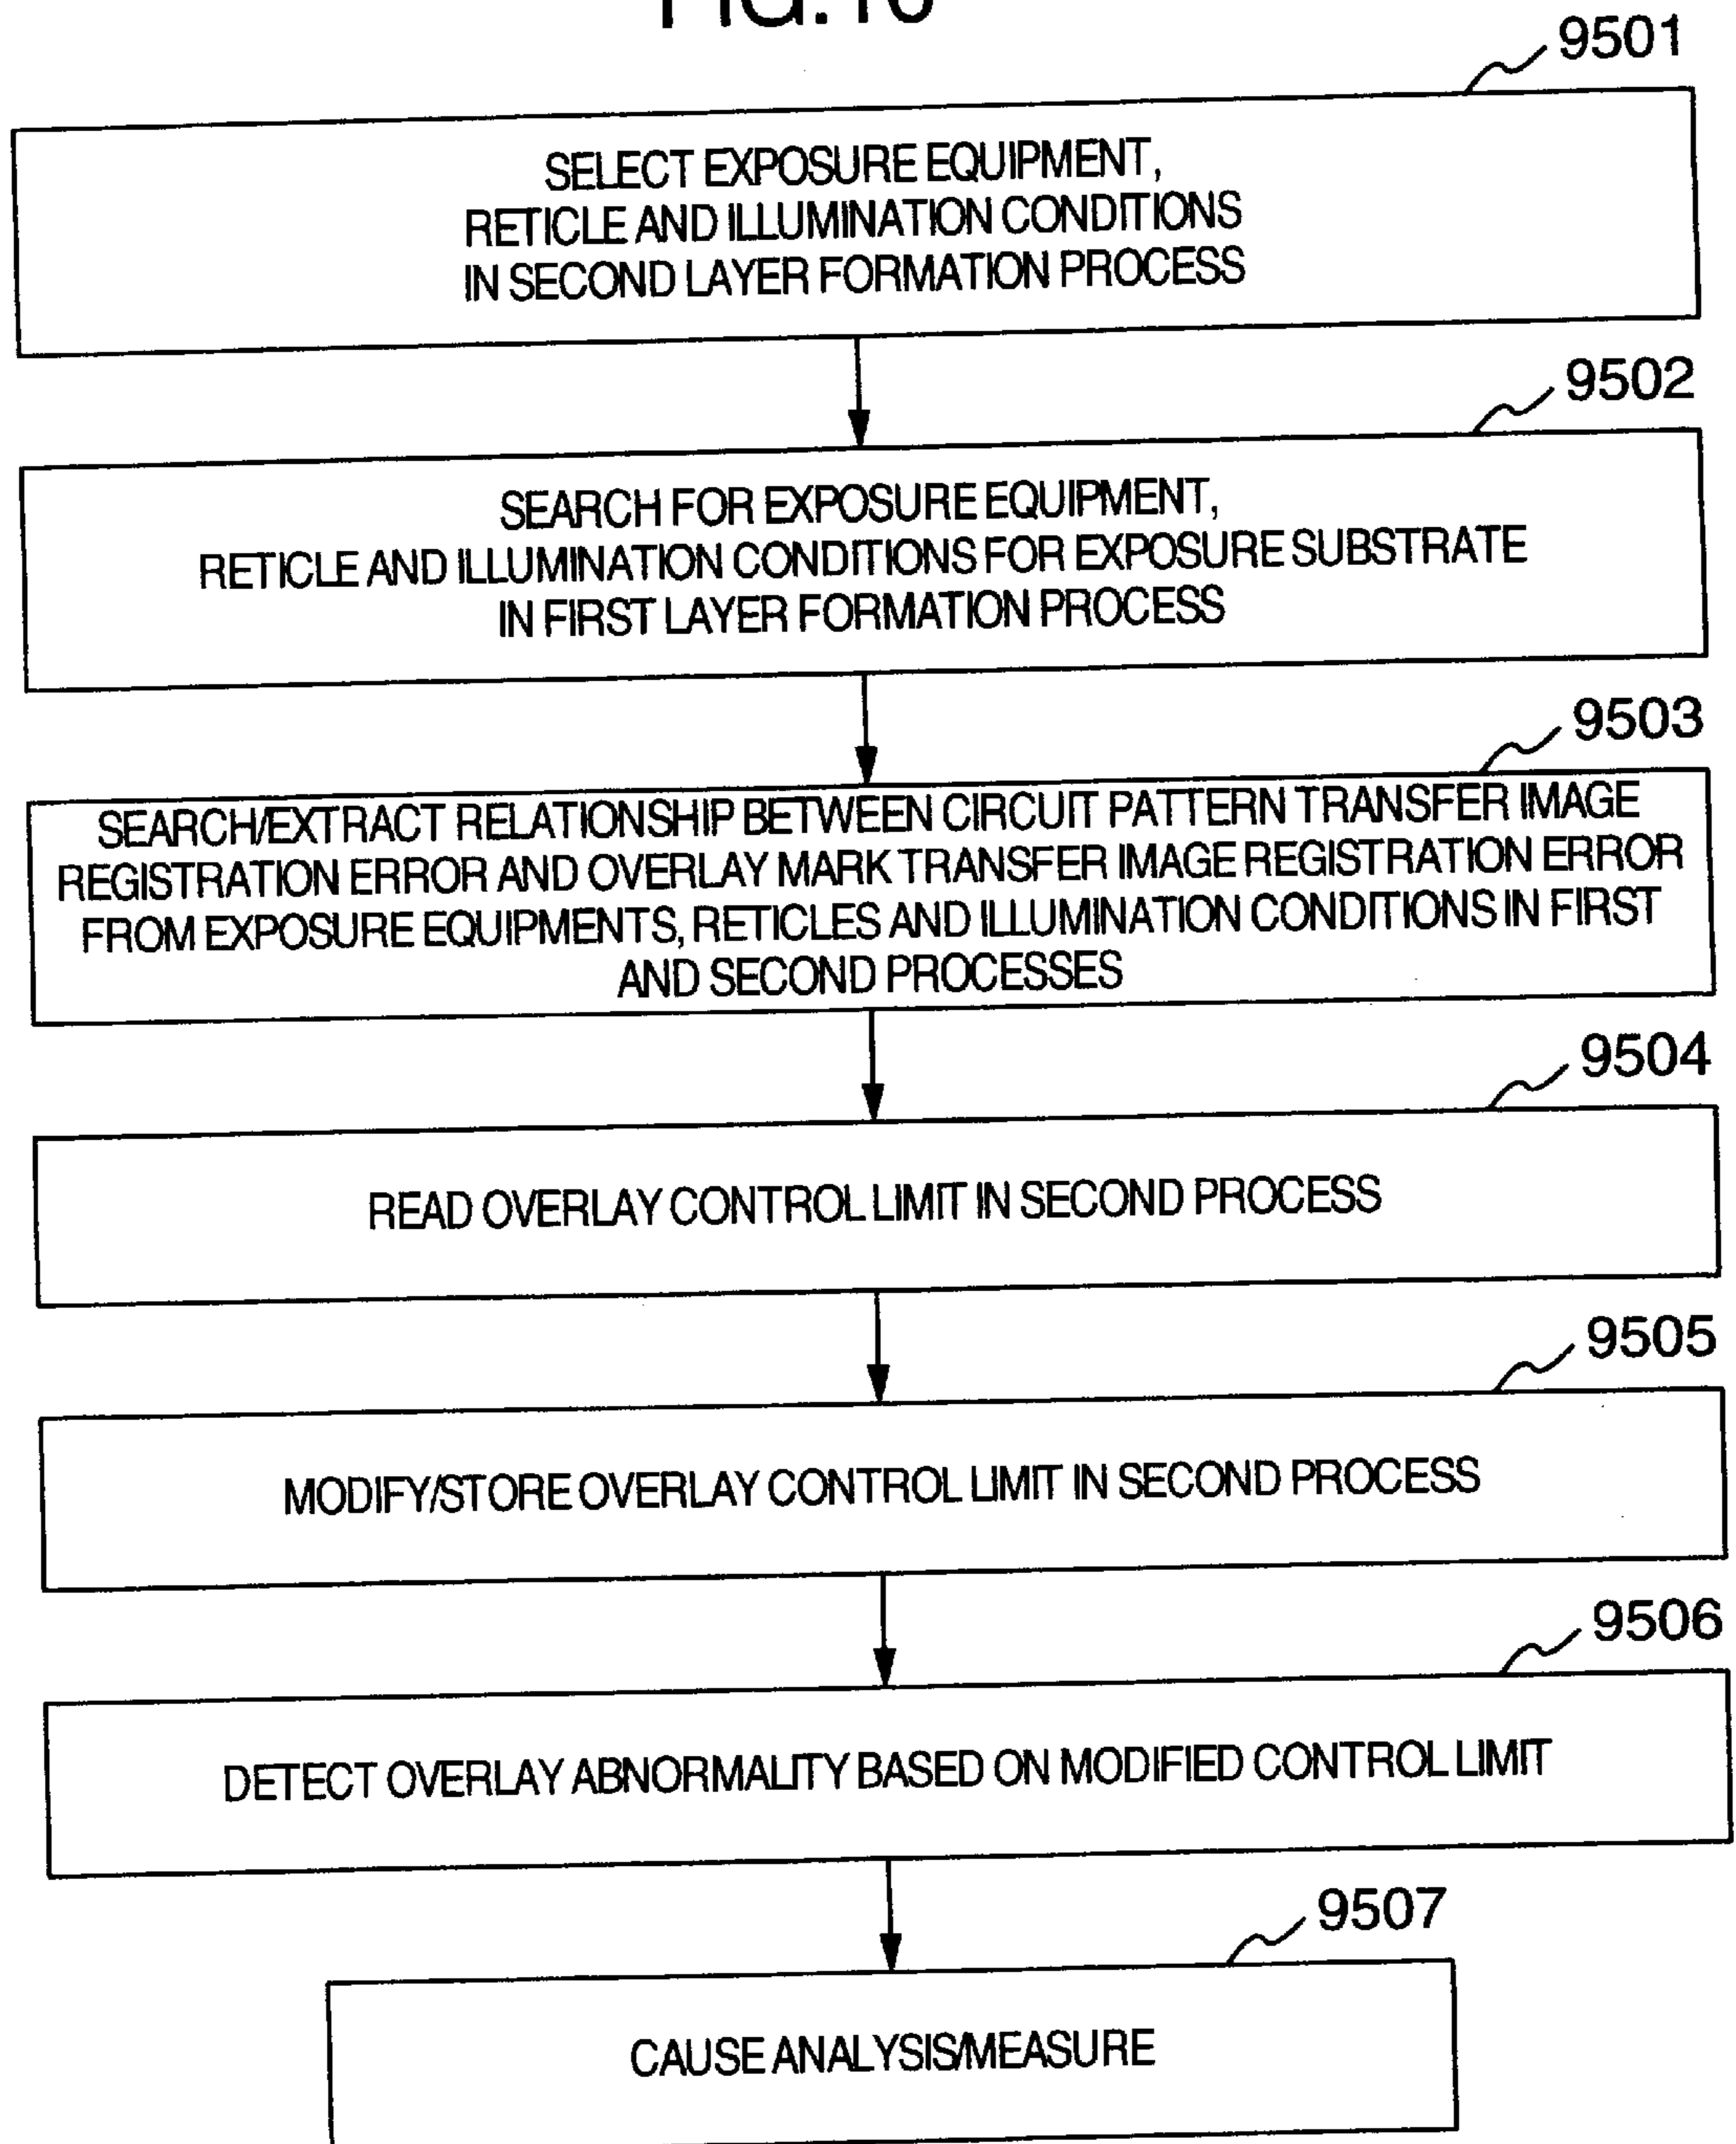 9501
SELECT EXPOSURE EQUIPMENT,
RETICLE AND ILLUMINATION CONDITIONS
IN SECOND LAYER FORMATION PROCESS
9502
SEARCH FOR EXPOSURE EQUIPMENT,
RETICLE AND ILLUMINATION CONDITIONS FOR EXPOSURE SUBSTRATE
IN FIRST LAYER FORMATION PROCESS
9503
SEARCH/EXTRACT RELATIONSHIP BETWEEN CIRCUIT PATTERN TRANSFER IMAGE
REGISTRATION ERROR AND OVERLAY MARK TRANSFER IMAGE REGISTRATION ERROR
FROM EXPOSURE EQUIPMENTS, RETICLES AND ILLUMINATION CONDITIONS IN FIRST
AND SECOND PROCESSES
9504
READ OVERLAY CONTROL LIMIT IN SECOND PROCESS
9505
MODIFY/STORE OVERLAY CONTROL LIMIT IN SECOND PROCESS
9506
DETECT OVERLAY ABNORMALITY BASED ON MODIFIED CONTROL LIMIT
9507
CAUSE ANALYSIS/MEASURE